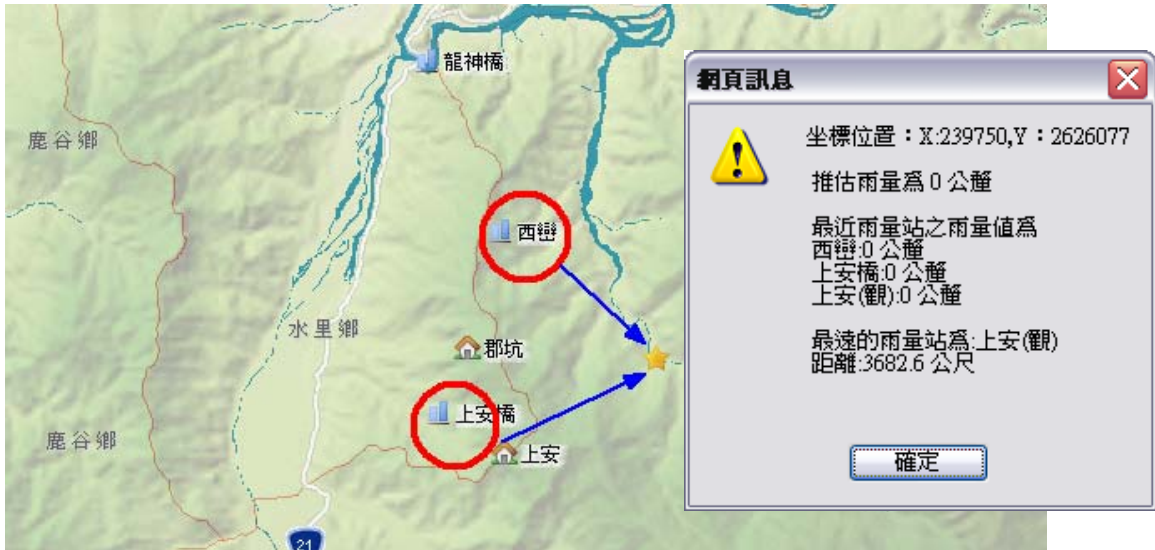 龍神橋
鹿谷鄉
西巒
水里鄉
郡坑
上安橋
鹿谷鄉
上安
21
網頁訊息
坐標位置：X:239750,Y：2626077
推估雨量為 0 公釐
最近雨量站之雨量值為
西巒:0 公釐
上安橋:0 公釐
上安(觀):0 公釐
最遠的雨量站為:上安(觀)
距離:3682.6 公尺
確定